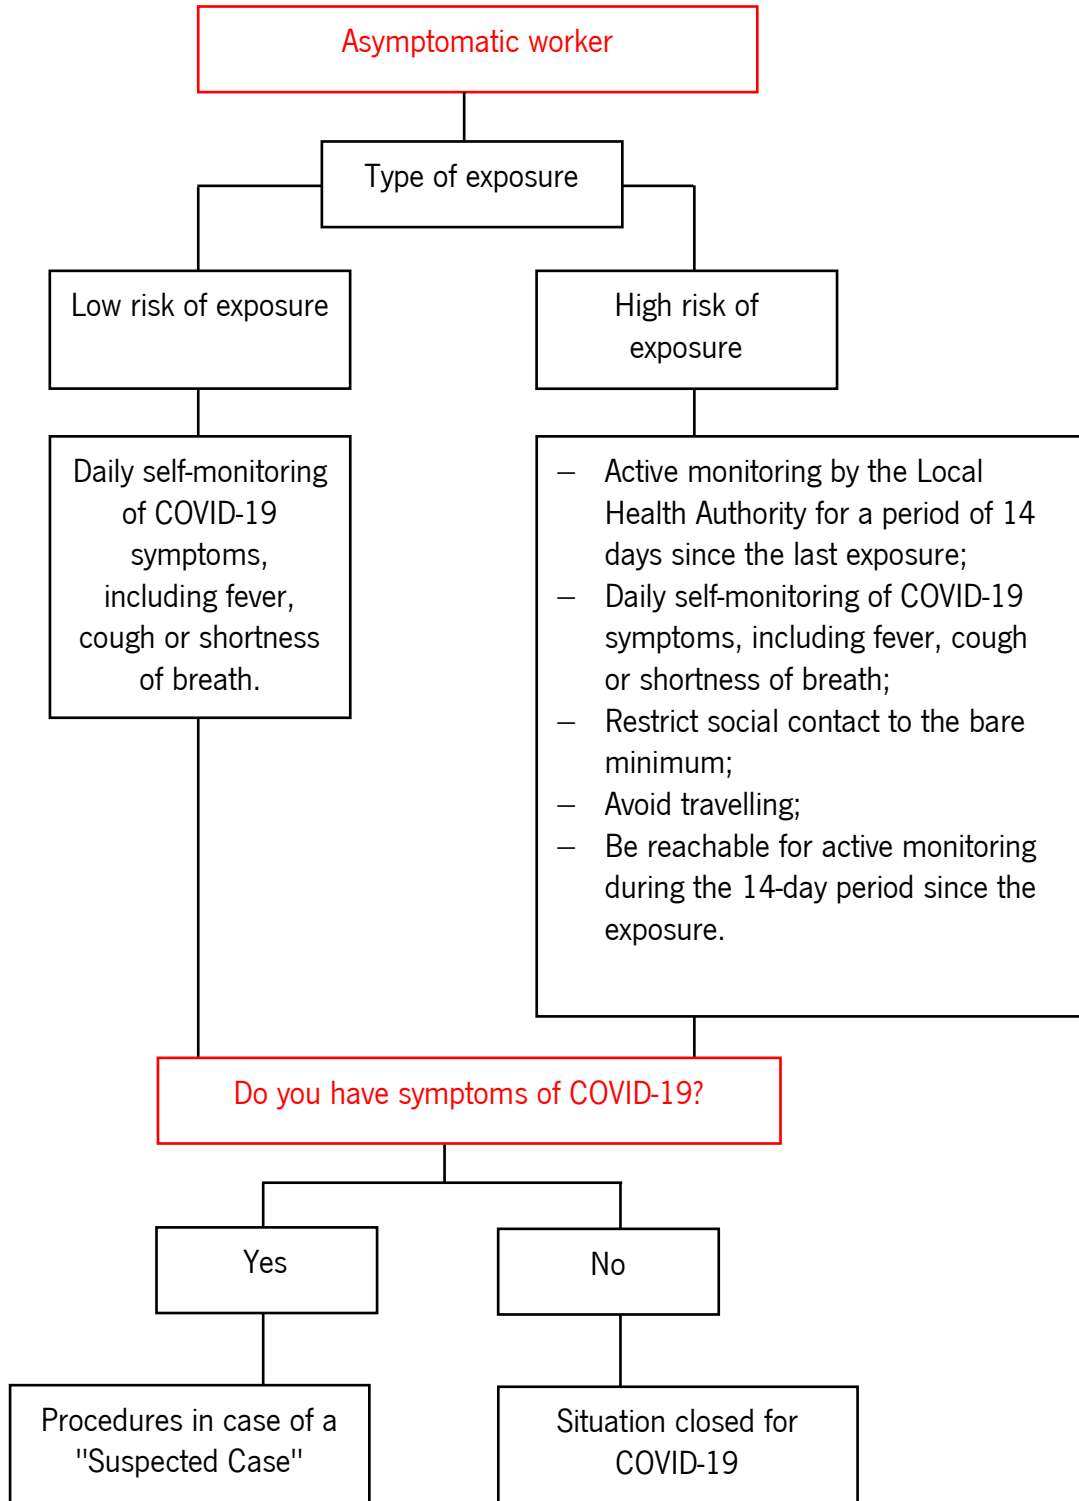 Asymptomatic worker
Type of exposure
Low risk of exposure
High risk of
exposure
Daily self-monitoring
of COVID-19
symptoms,
including fever,
cough or shortness
of breath.
– Active monitoring by the Local
Health Authority for a period of 14
days since the last exposure;
– Daily self-monitoring of COVID-19
symptoms, including fever, cough
or shortness of breath;
– Restrict social contact to the bare
minimum;
– Avoid travelling;
– Be reachable for active monitoring
during the 14-day period since the
exposure.
Do you have symptoms of COVID-19?
Yes
No
Procedures in case of a
"Suspected Case"
Situation closed for
COVID-19